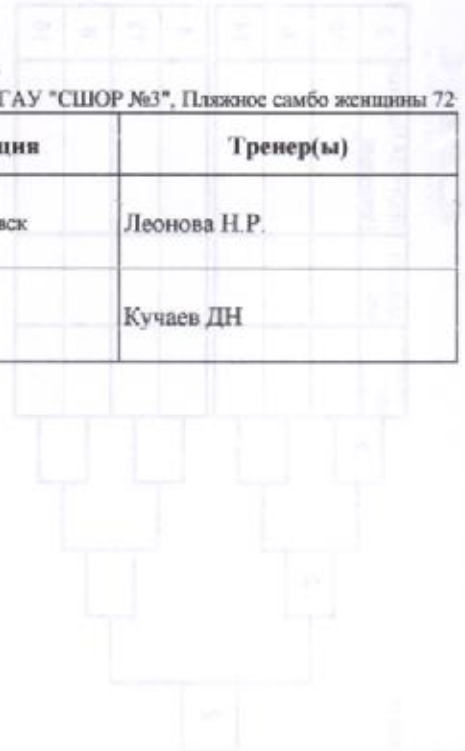 ГАУ "СШОР №3", Пляжное самбо женщины 72
ция Тренер(ы)
вск Леонова Н.Р.
Кучаев ДН